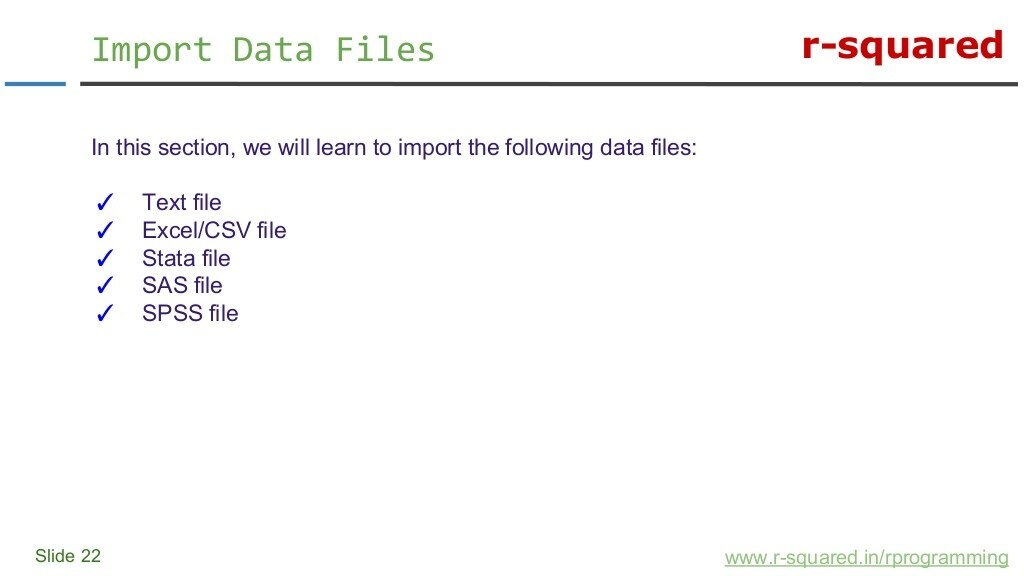 Import Data Files
r-squared
In this section, we will learn to import the following data files:
✓ Text file
✓ Excel/CSV file
✓ Stata file
✓ SAS file
✓ SPSS file
Slide 22
www.r-squared.in/rprogramming